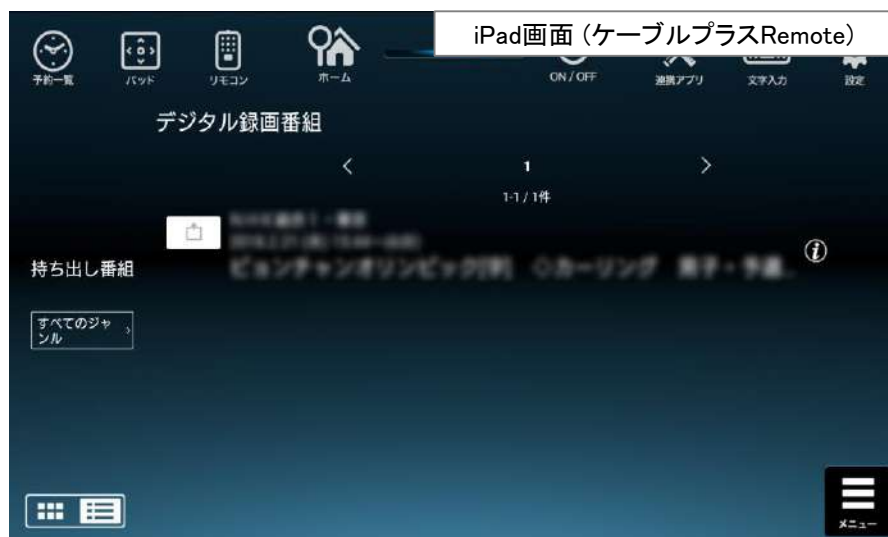 iPad画面 (ケーブルプラスRemote)
予約一覧
パッド
リモコン
ホーム
ON / OFF
連携アプリ
文字入力
設定
デジタル録画番組
1
1-1 / 1件
持ち出し番組
すべてのジャ
ンル
メニュー